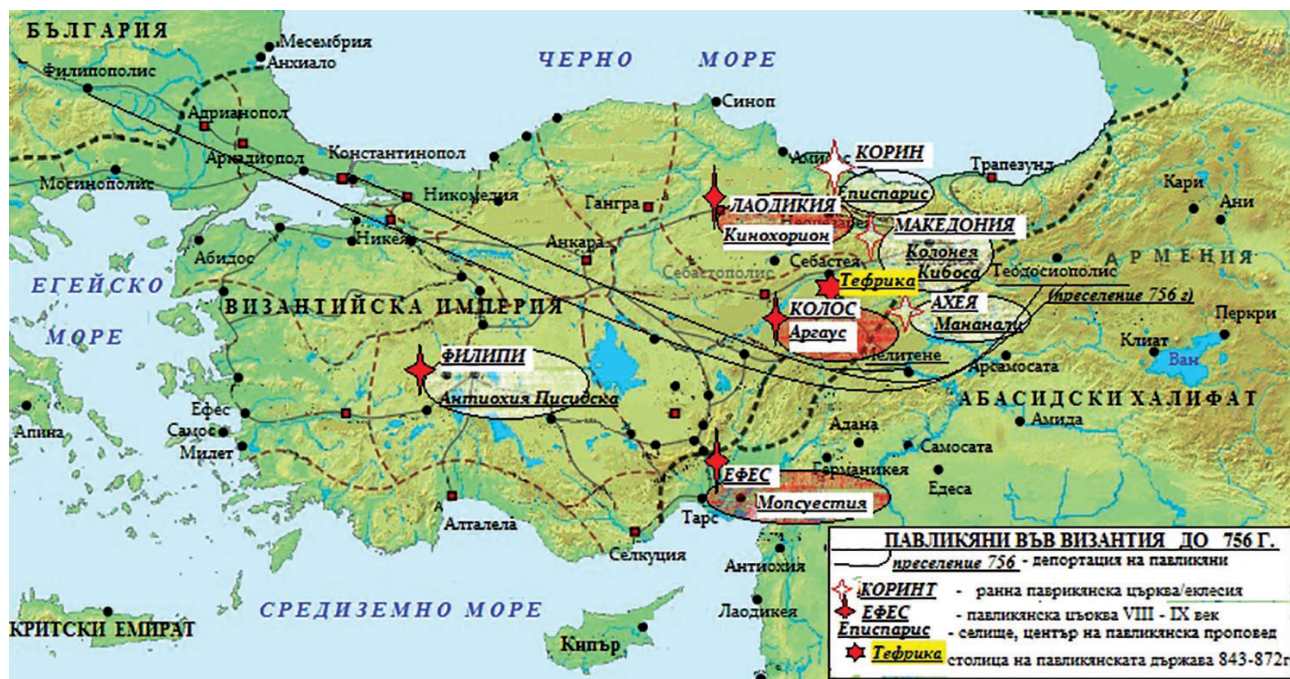 БЪЛГАРИЯ
Месембрия
Анхиало
Филипополис
ЧЕРНО МОРЕ
Синоп
Адрианопол
Аркадиопол
Константинопол
Амисос
КОРИН
Трапезунд
Мосинополис
Никомедия
Гангра
ЛАОДИКИЯ
Еписпарис
Кари
Ани
Кинохорион
МАКЕДОНИЯ
Никея
Анкара
Колонея
Кибоса
АРМЕНИЯ
Абидос
Себастополис
Себастея
Теодосиополис
ЕГЕЙСКО
МОРЕ
ВИЗАНТИЙСКА ИМПЕРИЯ
Тефрика
(преселение 756 г)
КОЛОС
АХЕЯ
Перкри
Аргаус
Мананали
Клиат
Ван
ФИЛИПИ
Мелитене
Арсамосата
Антиохия Писидска
АБАСИДСКИ ХАЛИФАТ
Ефес
Самос
Милет
Апина
Адана
Самосата
Амида
Германикея
Едеса
ЕФЕС
Мопсуестия
Тарс
Алталела
Селкуция
Антиохия
СРЕДИЗЕМНО МОРЕ
Лаодикея
КРИТСКИ ЕМИРАТ
Кипър
ПАВЛИКЯНИ ВЪВ ВИЗАНТИЯ ДО 756 Г.
преселение 756 - депортация на павликяни
КОРИНТ - ранна паврикянска църква/еклесия
ЕФЕС - павликянска църква VIII - IX век
Еписпарис - селище, център на павликянска проповед
Тефрика столица на павликянската държава 843-872г